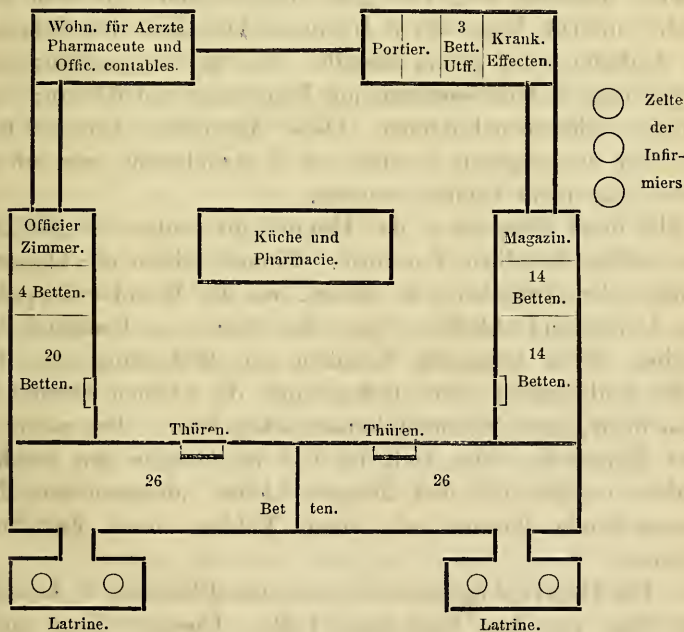 Wohn. für Aerzte
Pharmaceute und
Offic. contables.
Portier.
3
Bett.
Utff.
Krank.
Effecten.
Zelte
der
Infir-
miers
Officier
Zimmer.
4 Betten.
20
Betten.
Küche und
Pharmacie.
Magazin.
14
Betten.
14
Betten.
Thüren.
Thüren.
26
26
Bet ten.
Latrine.
Latrine.